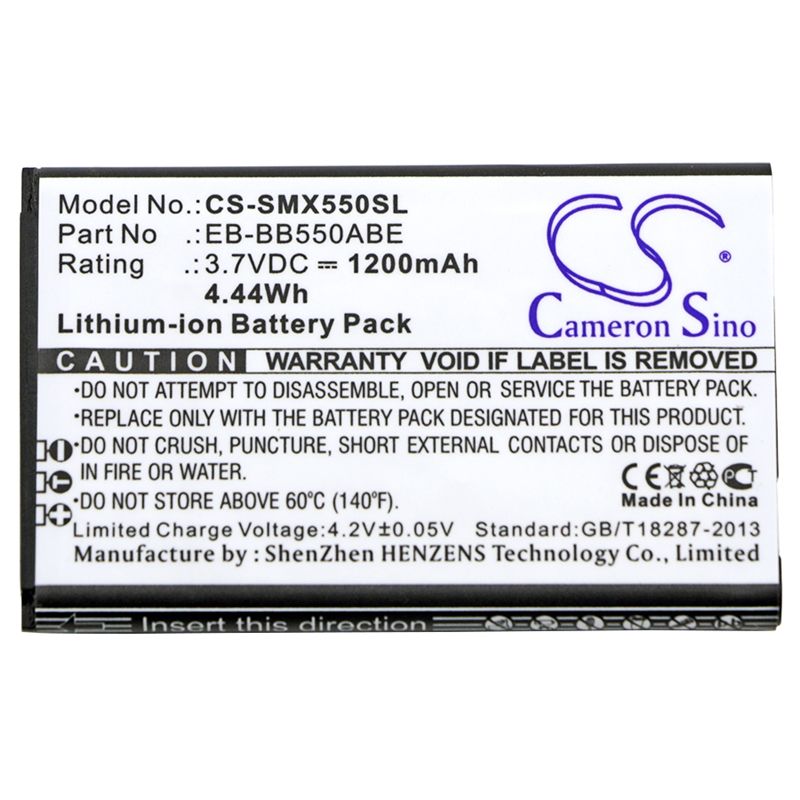 Model No.: CS-SMX550SL
Part No : EB-BB550ABE
Rating : 3.7VDC ⎓ 1200mAh
4.44Wh
Lithium-ion Battery Pack
CS®
Cameron Sino
CAUTION WARRANTY VOID IF LABEL IS REMOVED
•DO NOT ATTEMPT TO DISASSEMBLE, OPEN OR SERVICE THE BATTERY PACK.
•REPLACE ONLY WITH THE BATTERY PACK DESIGNATED FOR THIS PRODUCT.
•DO NOT CRUSH, PUNCTURE, SHORT EXTERNAL CONTACTS OR DISPOSE OF
IN FIRE OR WATER.
•DO NOT STORE ABOVE 60°C (140°F).
CE PCT
Made In China
Limited Charge Voltage:4.2V±0.05V Standard:GB/T18287-2013
Manufacture by : ShenZhen HENZENS Technology Co., Limited
- C +
Insert this direction